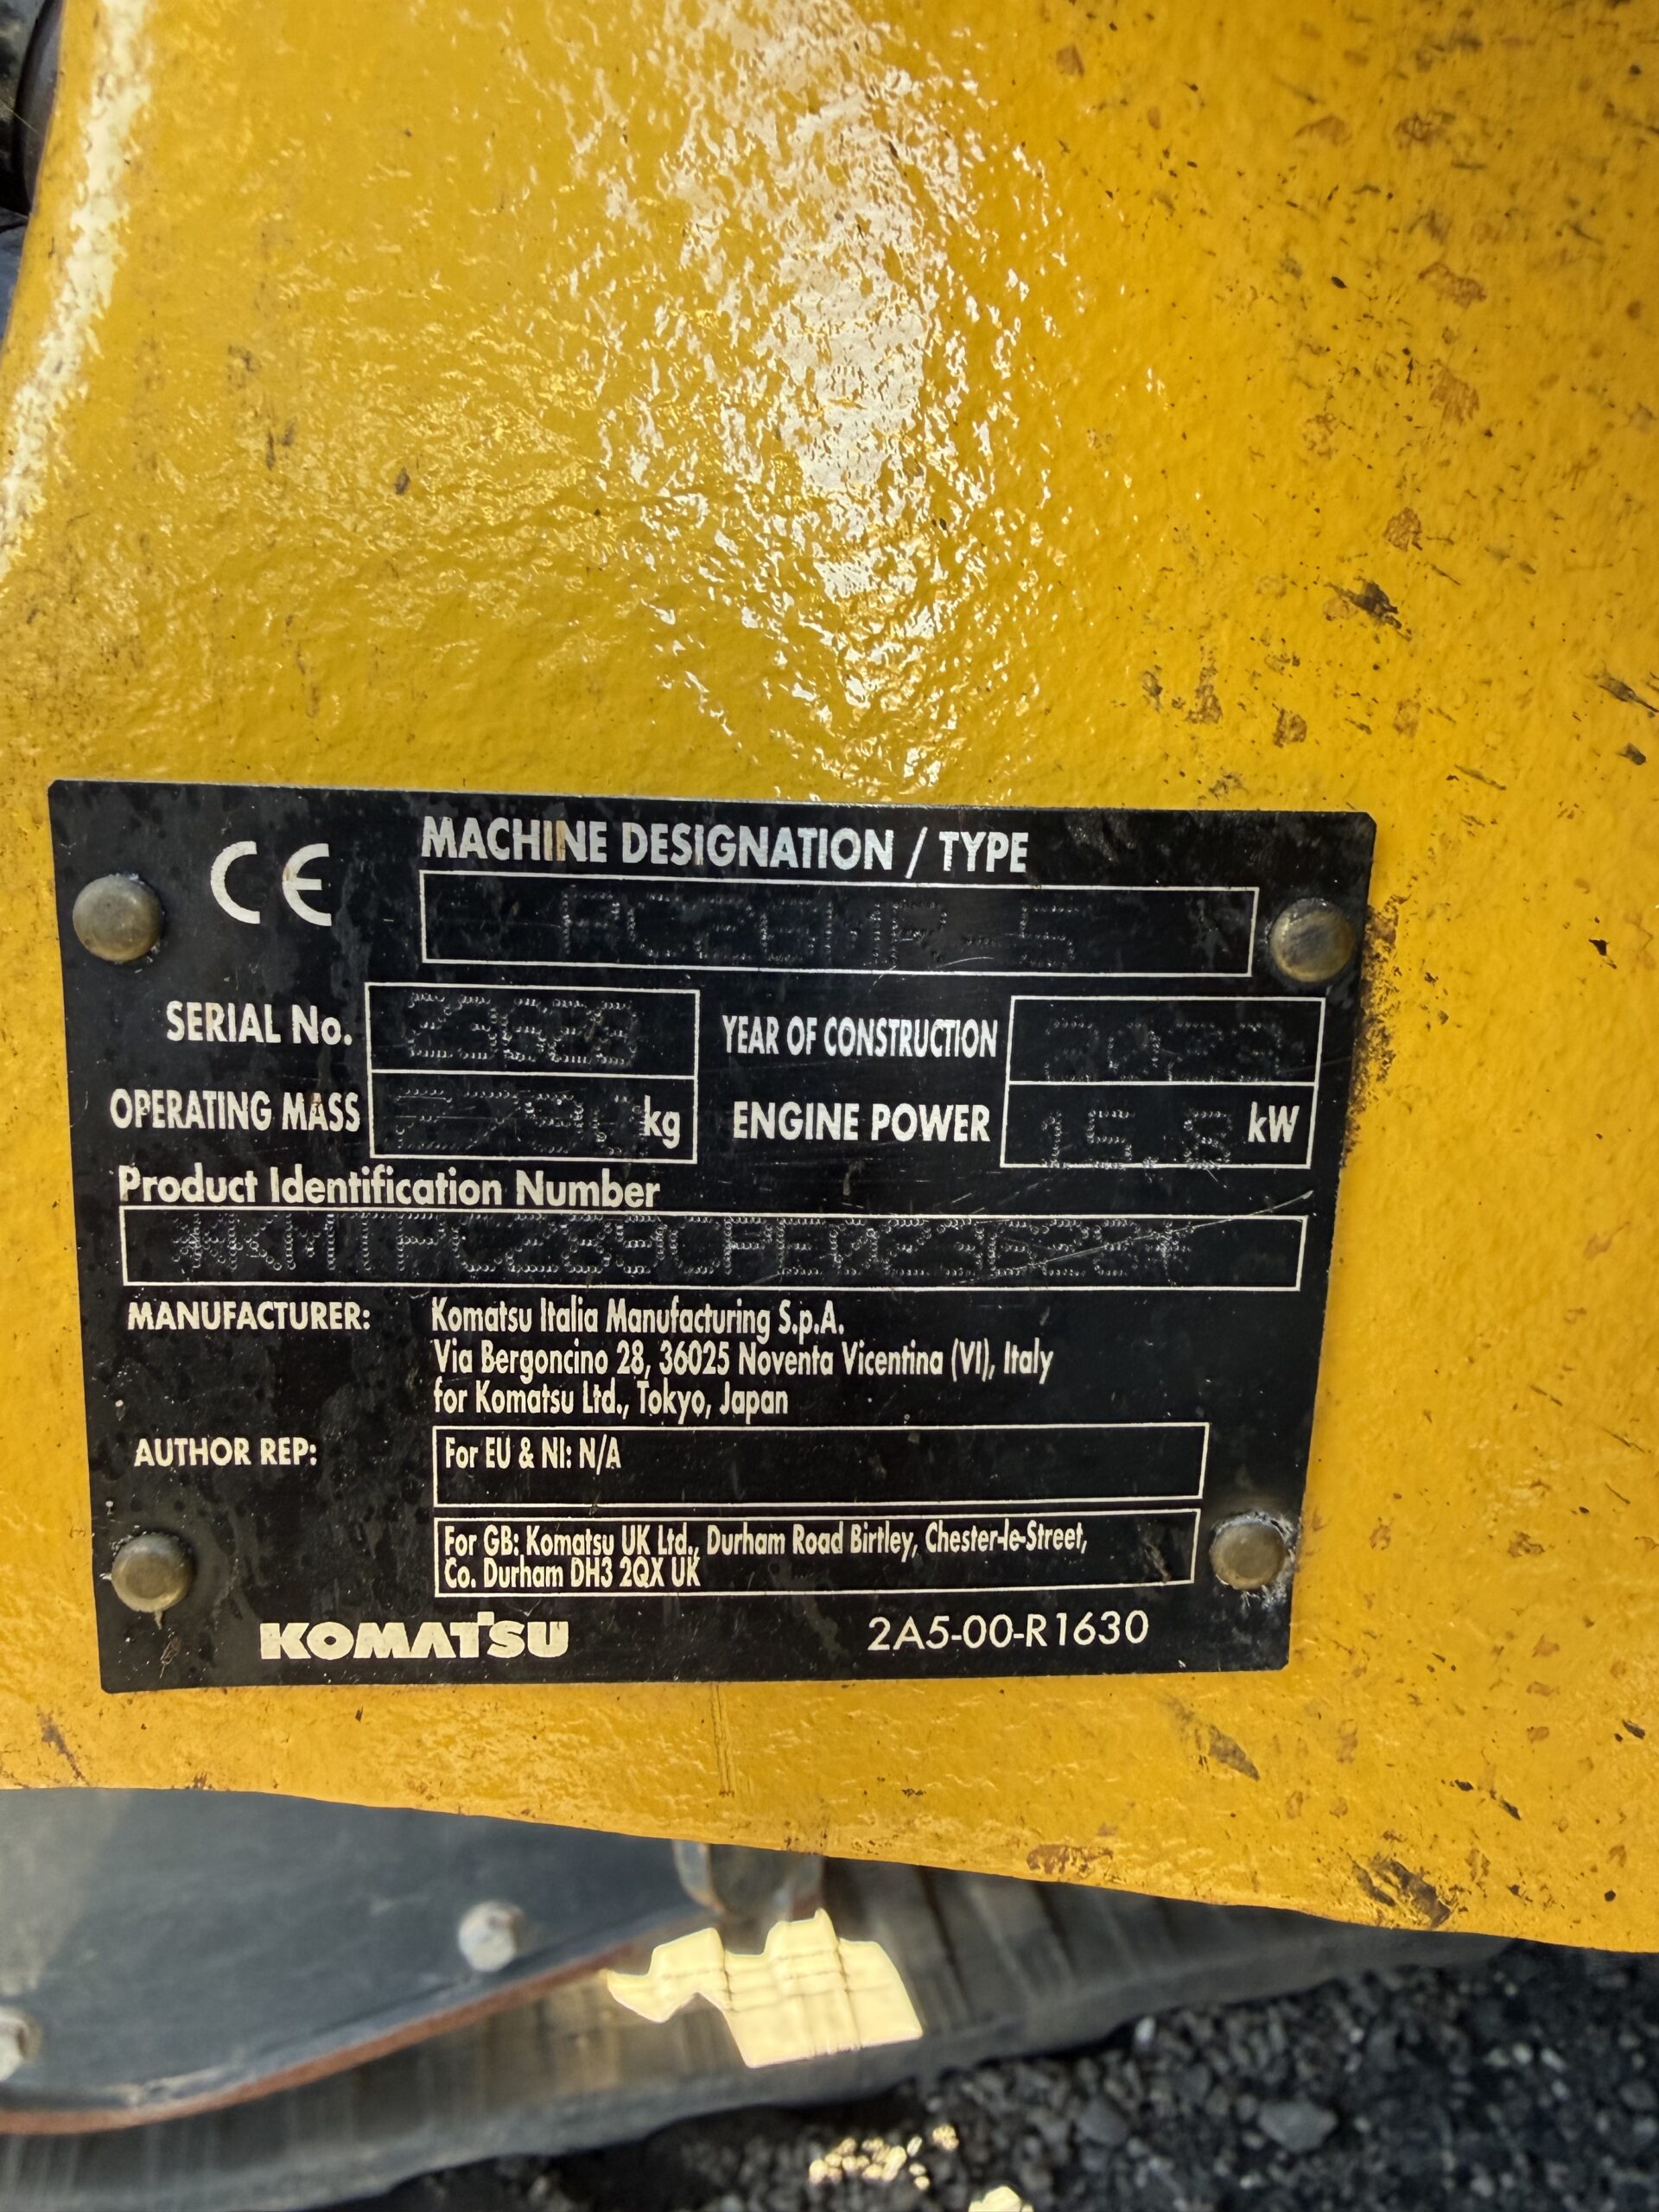 CE
MACHINE DESIGNATION / TYPE
SERIAL No.
YEAR OF CONSTRUCTION
OPERATING MASS kg
ENGINE POWER 15.2 kW
Product Identification Number
MANUFACTURER: Komatsu Italia Manufacturing S.p.A.
Via Bergoncino 28, 36025 Noventa Vicentina (VI), Italy
for Komatsu Ltd., Tokyo, Japan
AUTHOR REP: For EU & NI: N/A
For GB: Komatsu UK Ltd., Durham Road Birtley, Chester-le-Street,
Co. Durham DH3 2QX UK
KOMATSU 2A5-00-R1630